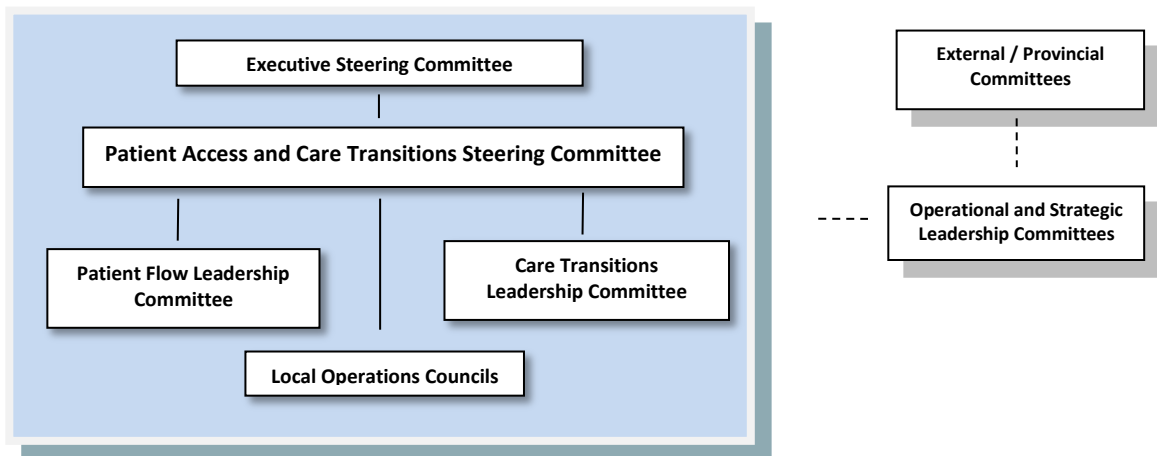 Executive Steering Committee
External / Provincial
Committees
Patient Access and Care Transitions Steering Committee
Operational and Strategic
Leadership Committees
Patient Flow Leadership
Committee
Care Transitions
Leadership Committee
Local Operations Councils